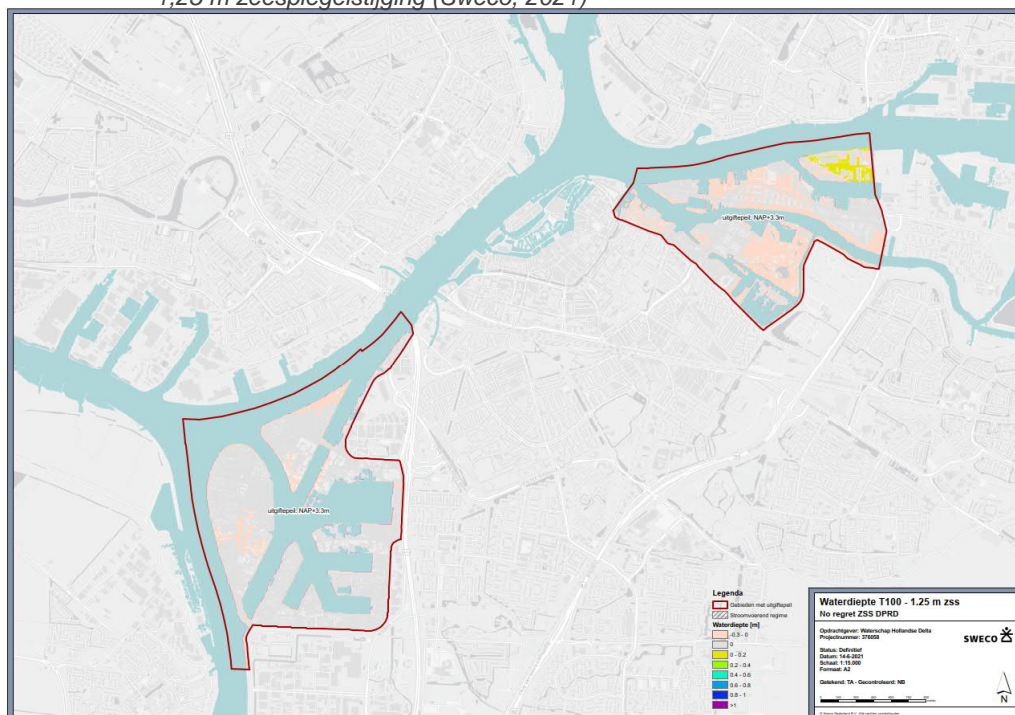 1,25 m zeespiegelstijging (Sweco, 2021)
uitgiftepeil: NAP+3.3m
uitgiftepeil: NAP+3.3m
Legenda
Gebieden met uitgiftepeil
Stroomvoerend regime
Waterdiepte [m]
-0.3 - 0
0
0 - 0.2
0.2 - 0.4
0.4 - 0.6
0.6 - 0.8
0.8 - 1
>1
Waterdiepte T100 - 1.25 m zss
No regret ZSS DPRD
Opdrachtgever: Waterschap Hollandse Delta
Projectnummer: 376058
SWECO
Status: Definitief
Datum: 14-6-2021
Schaal: 1:15.000
Formaat: A2
Getekend: TA - Gecontroleerd: NB
N